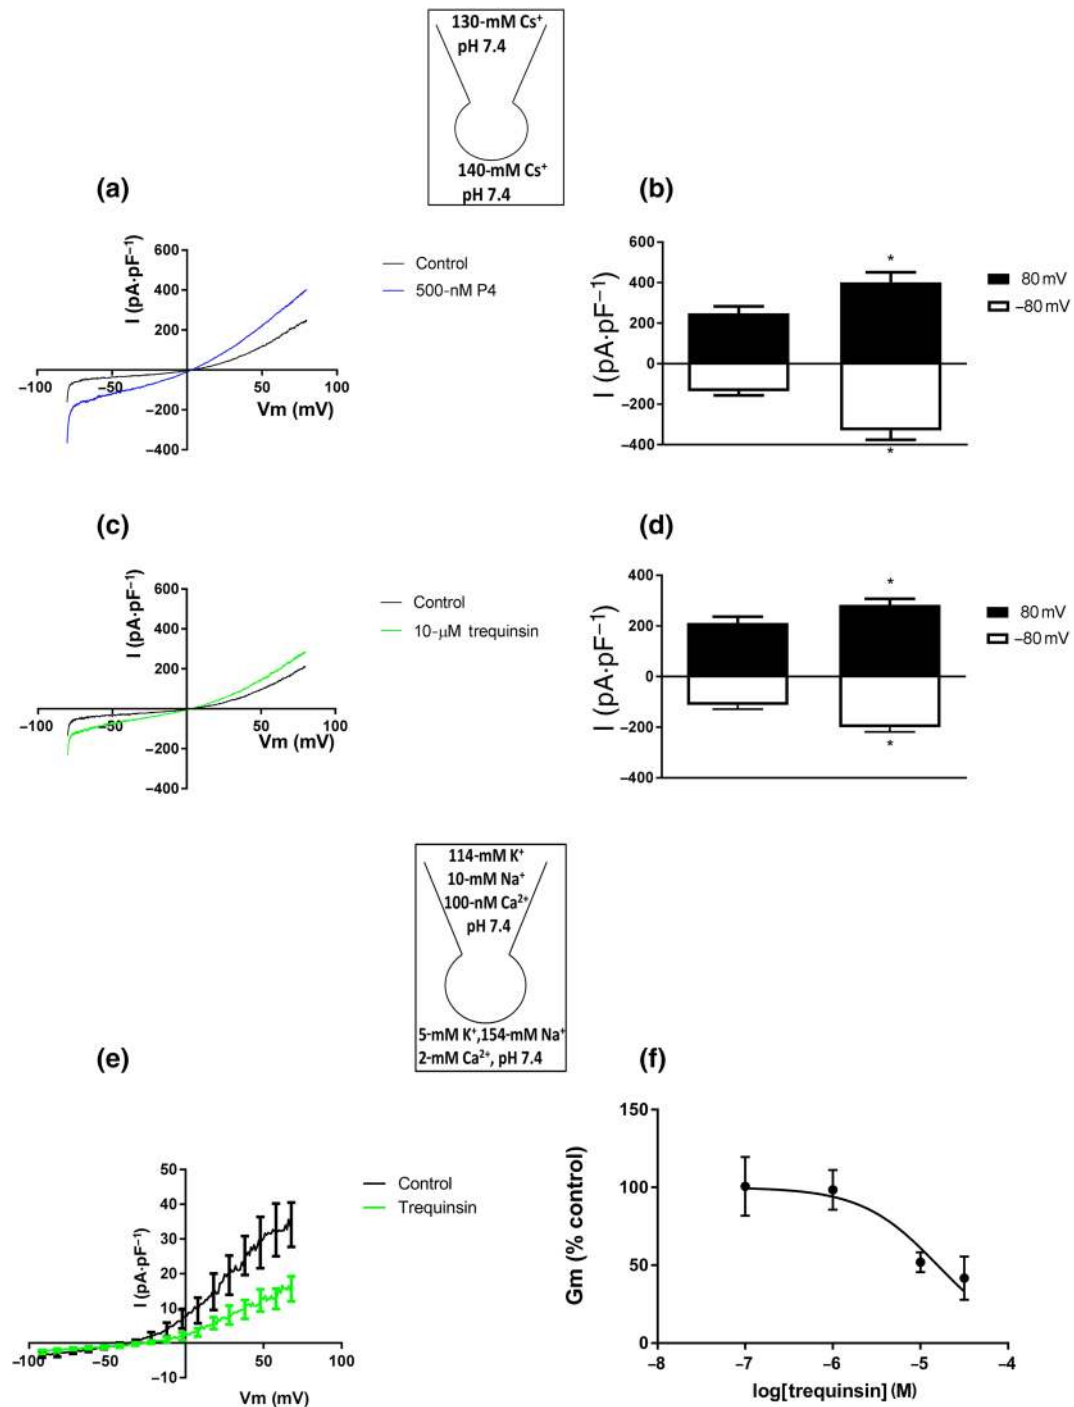 130-mM Cs⁺
pH 7.4
140-mM Cs⁺
pH 7.4
(a)
600
400
200
−100
−50
50
100
−200
−400
I (pA·pF⁻¹)
Vm (mV)
Control
500-nM P4
(b)
600
400
200
0
−200
−400
I (pA·pF⁻¹)
*
*
80 mV
−80 mV
(c)
600
400
200
−100
−50
50
100
−200
−400
I (pA·pF⁻¹)
Vm (mV)
Control
10-μM trequinsin
(d)
400
200
0
−200
−400
I (pA·pF⁻¹)
*
*
80 mV
−80 mV
114-mM K⁺
10-mM Na⁺
100-nM Ca²⁺
pH 7.4
5-mM K⁺,154-mM Na⁺
2-mM Ca²⁺, pH 7.4
(e)
50
40
30
20
10
−100
−50
50
100
−10
I (pA·pF⁻¹)
Vm (mV)
Control
Trequinsin
(f)
150
100
50
0
−8
−7
−6
−5
−4
Gm (% control)
log[trequinsin] (M)